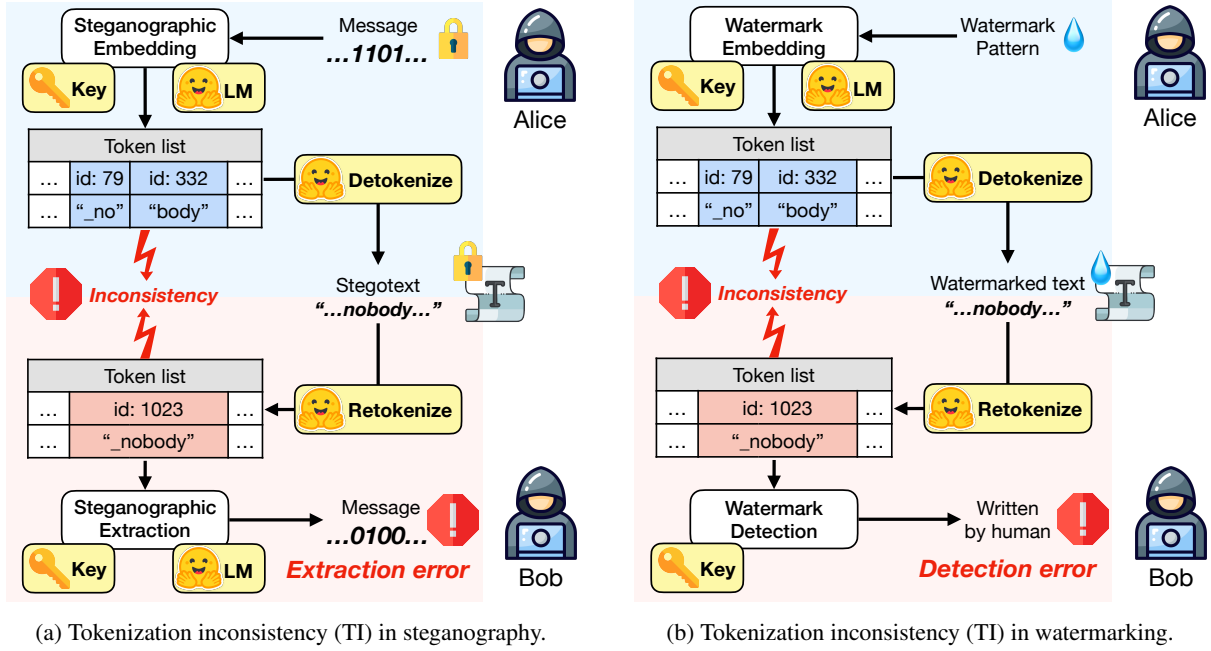 Steganographic
Embedding
Message
...1101...
Key
LM
Alice
Token list
... id: 79 id: 332 ...
... “_no” “body” ...
Detokenize
Inconsistency
Stegotext
“...nobody...”
T
Token list
... id: 1023 ...
... “_nobody” ...
Retokenize
Steganographic
Extraction
Message
...0100...
Key
LM
Extraction error
Bob
(a) Tokenization inconsistency (TI) in steganography.
Watermark
Embedding
Watermark
Pattern
Key
LM
Alice
Token list
... id: 79 id: 332 ...
... “_no” “body” ...
Detokenize
Inconsistency
Watermarked text
“...nobody...”
T
Token list
... id: 1023 ...
... “_nobody” ...
Retokenize
Watermark
Detection
Written
by human
Key
Detection error
Bob
(b) Tokenization inconsistency (TI) in watermarking.